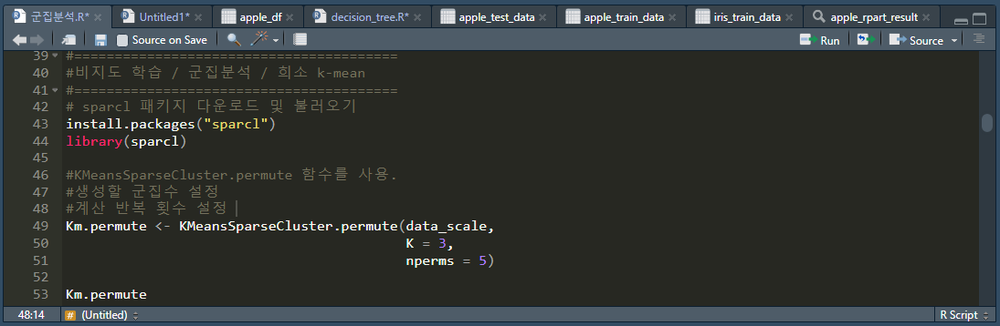 군집분석.R* Untitled1* apple_df decision_tree.R* apple_test_data apple_train_data iris_train_data apple_rpart_result
Source on Save Run Source
39 #========================================
40 #비지도 학습 / 군집분석 / 희소 k-mean
41 #========================================
42 # sparcl 패키지 다운로드 및 불러오기
43 install.packages("sparcl")
44 library(sparcl)
45
46 #KMeansSparseCluster.permute 함수를 사용.
47 #생성할 군집수 설정
48 #계산 반복 횟수 설정
49 Km.permute <- KMeansSparseCluster.permute(data_scale,
50 K = 3,
51 nperms = 5)
52
53 Km.permute
48:14 # (Untitled) R Script